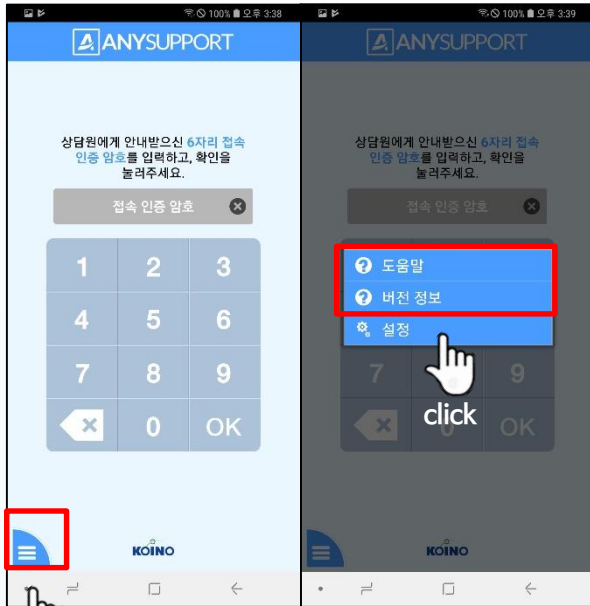 100% 오후 3:38
ANYSUPPORT
상담원에게 안내받으신 6자리 접속
인증 암호를 입력하고, 확인을
눌러주세요.
접속 인증 암호
1 2 3
4 5 6
7 8 9
0 OK
KOINO
100% 오후 3:39
ANYSUPPORT
상담원에게 안내받으신 6자리 접속
인증 암호를 입력하고, 확인을
눌러주세요.
접속 인증 암호
도움말
버전 정보
설정
7 9
click
0 OK
KOINO